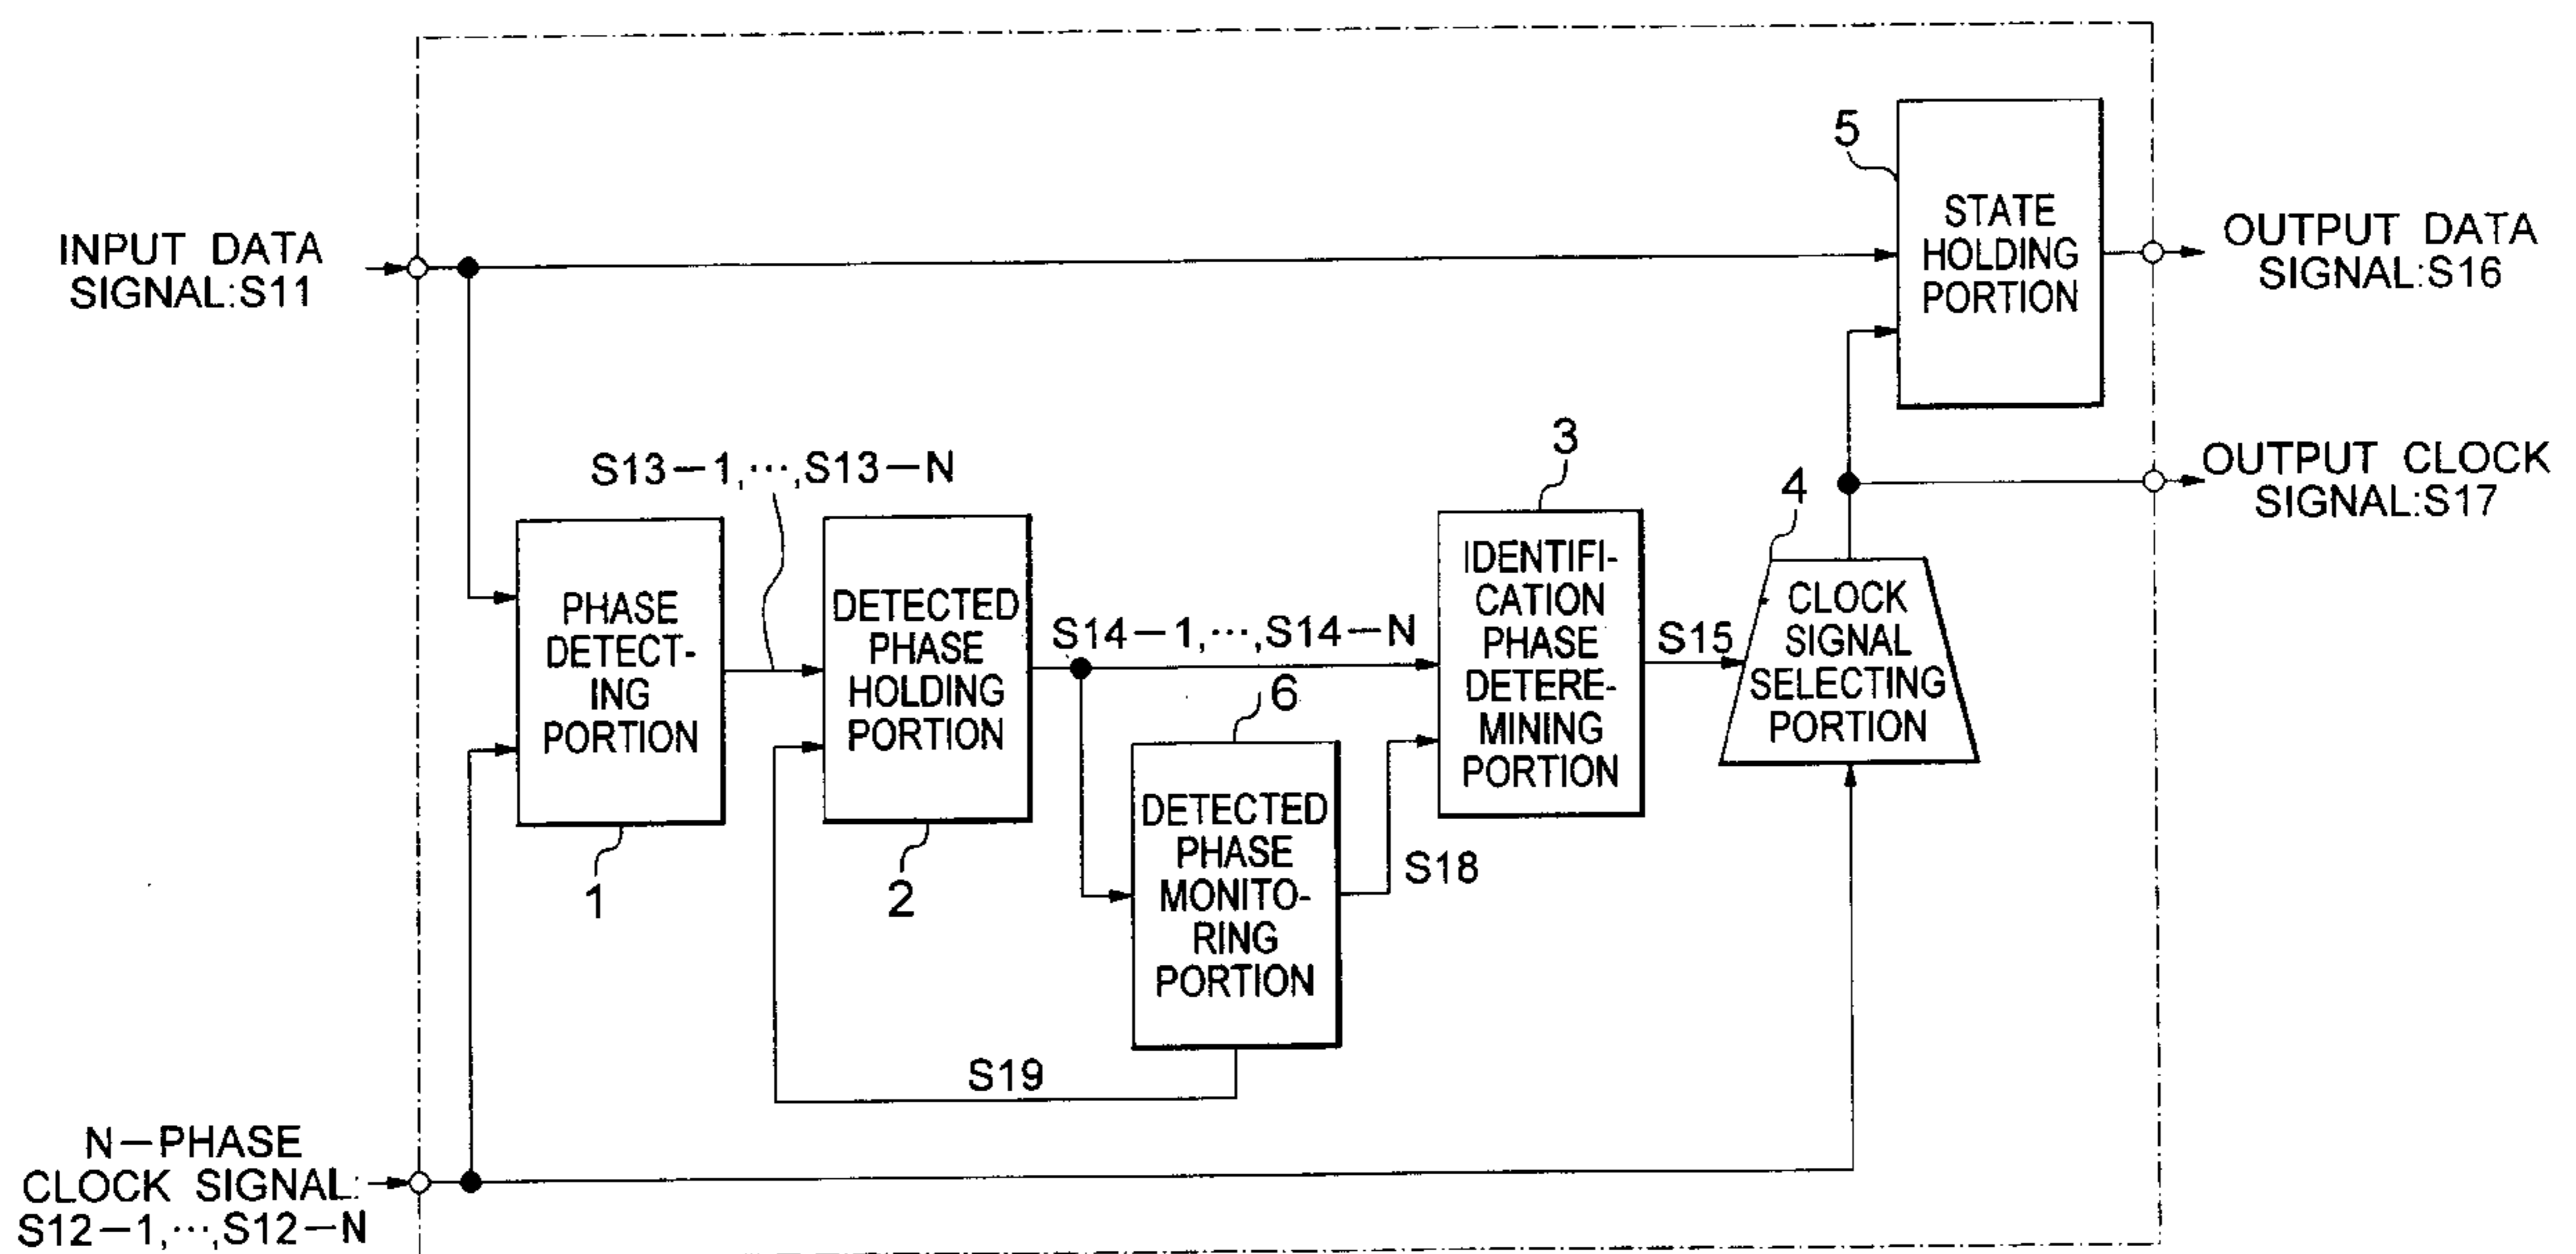 5
STATE
HOLDING
PORTION
INPUT DATA
SIGNAL:S11
OUTPUT DATA
SIGNAL:S16
OUTPUT CLOCK
SIGNAL:S17
S13−1,⋯,S13−N
3
4
PHASE
DETECT-
ING
PORTION
1
DETECTED
PHASE
HOLDING
PORTION
2
S14−1,⋯,S14−N
IDENTIFI-
CATION
PHASE
DETERE-
MINING
PORTION
S15
CLOCK
SIGNAL
SELECTING
PORTION
6
DETECTED
PHASE
MONITO-
RING
PORTION
S18
S19
N−PHASE
CLOCK SIGNAL:
S12−1,⋯,S12−N